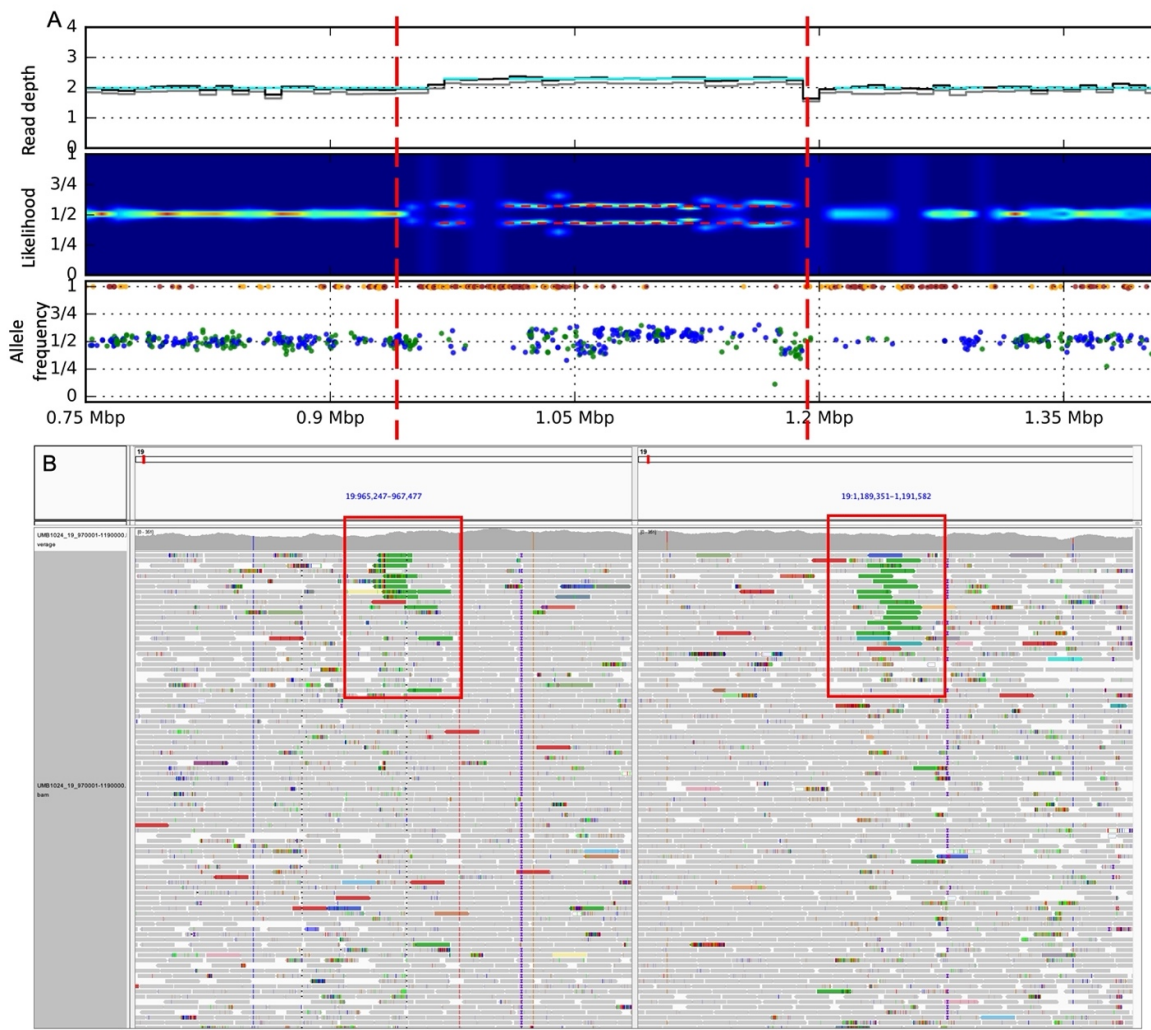 A
4
3
2
1
0
Read depth
1
3/4
1/2
1/4
0
Likelihood
1
3/4
1/2
1/4
0
Allele
frequency
0.75 Mbp
0.9 Mbp
1.05 Mbp
1.2 Mbp
1.35 Mbp
B
19
19
19:965,247-967,477
19:1,189,351-1,191,582
UMB1024_19_970001-1190000.
verage
UMB1024_19_970001-1190000.
bam